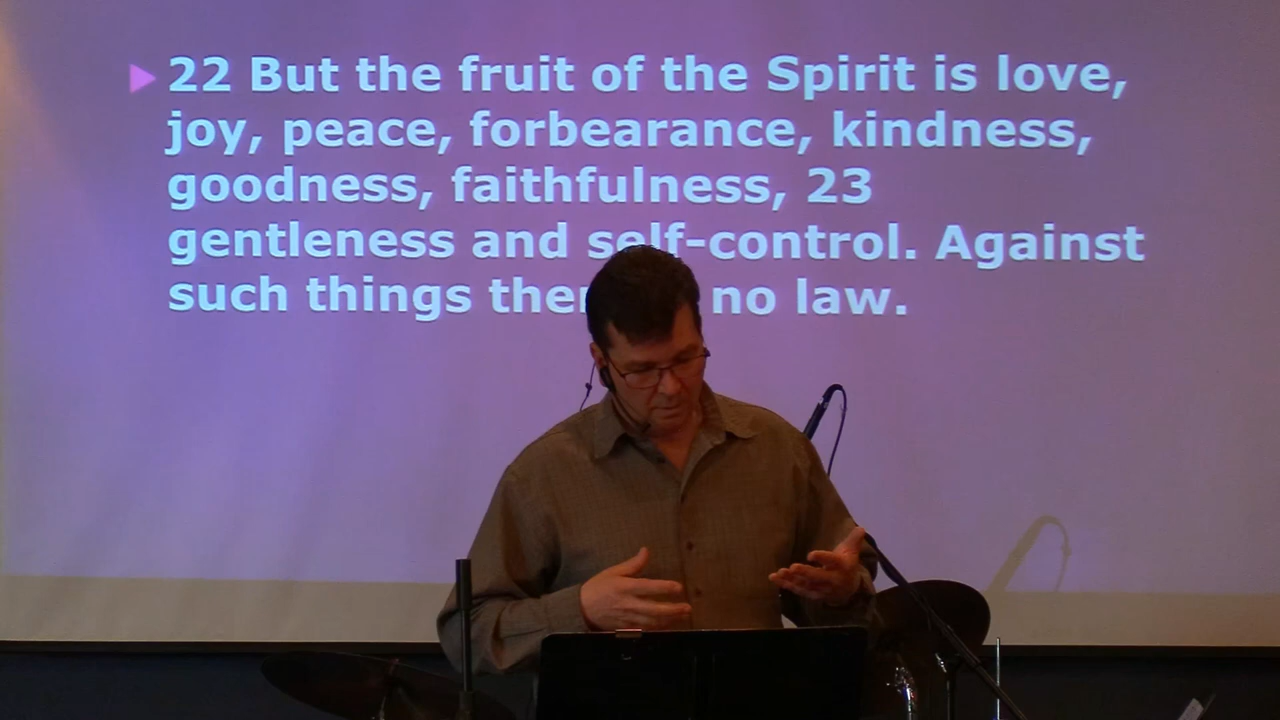 22 But the fruit of the Spirit is love,
joy, peace, forbearance, kindness,
goodness, faithfulness, 23
gentleness and self-control. Against
such things no law.